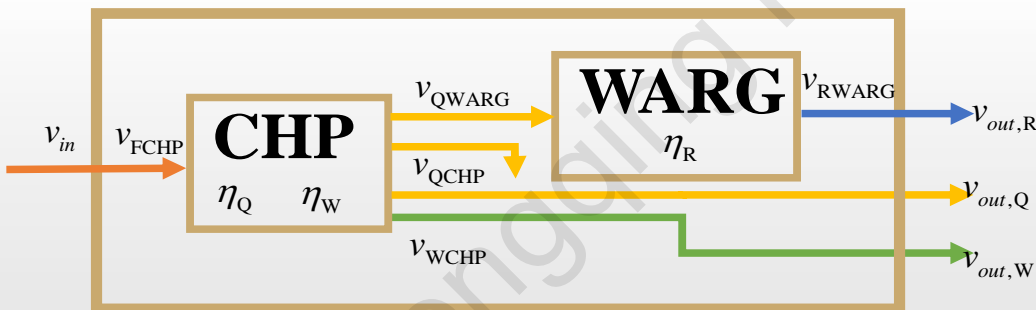 v_in
v_FCHP
CHP
η_Q η_W
v_QWARG
v_QCHP
v_WCHP
WARG
η_R
v_RWARG
v_out,R
v_out,Q
v_out,W